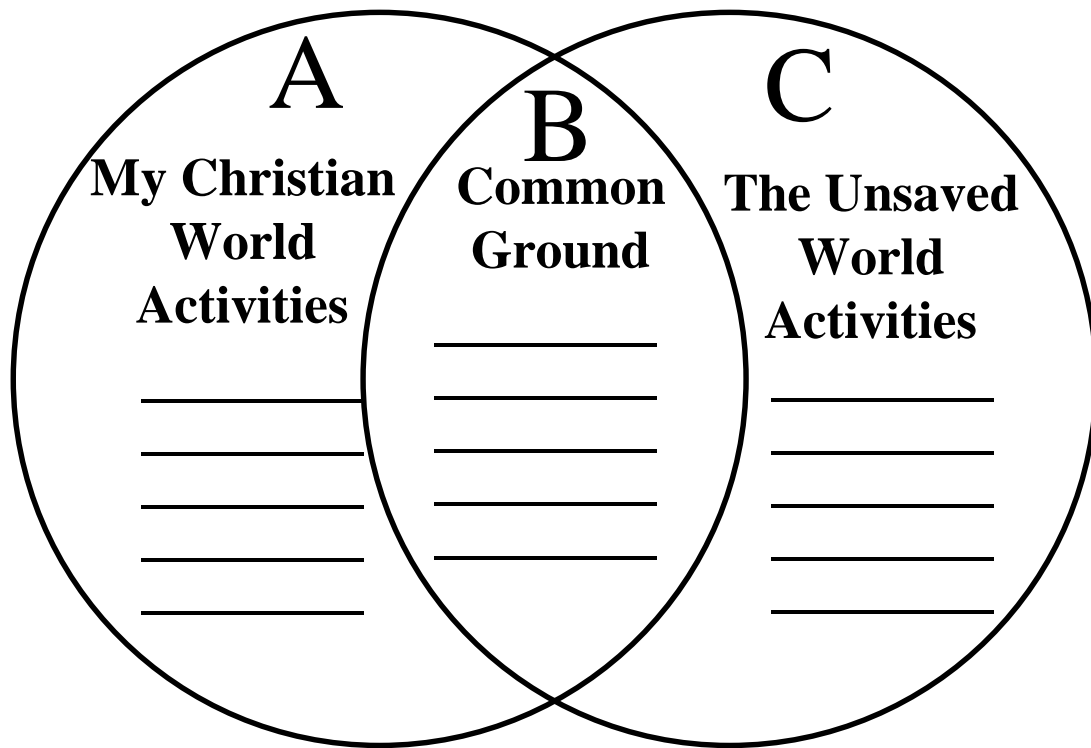 A
My Christian
World
Activities
B
Common
Ground
C
The Unsaved
World
Activities